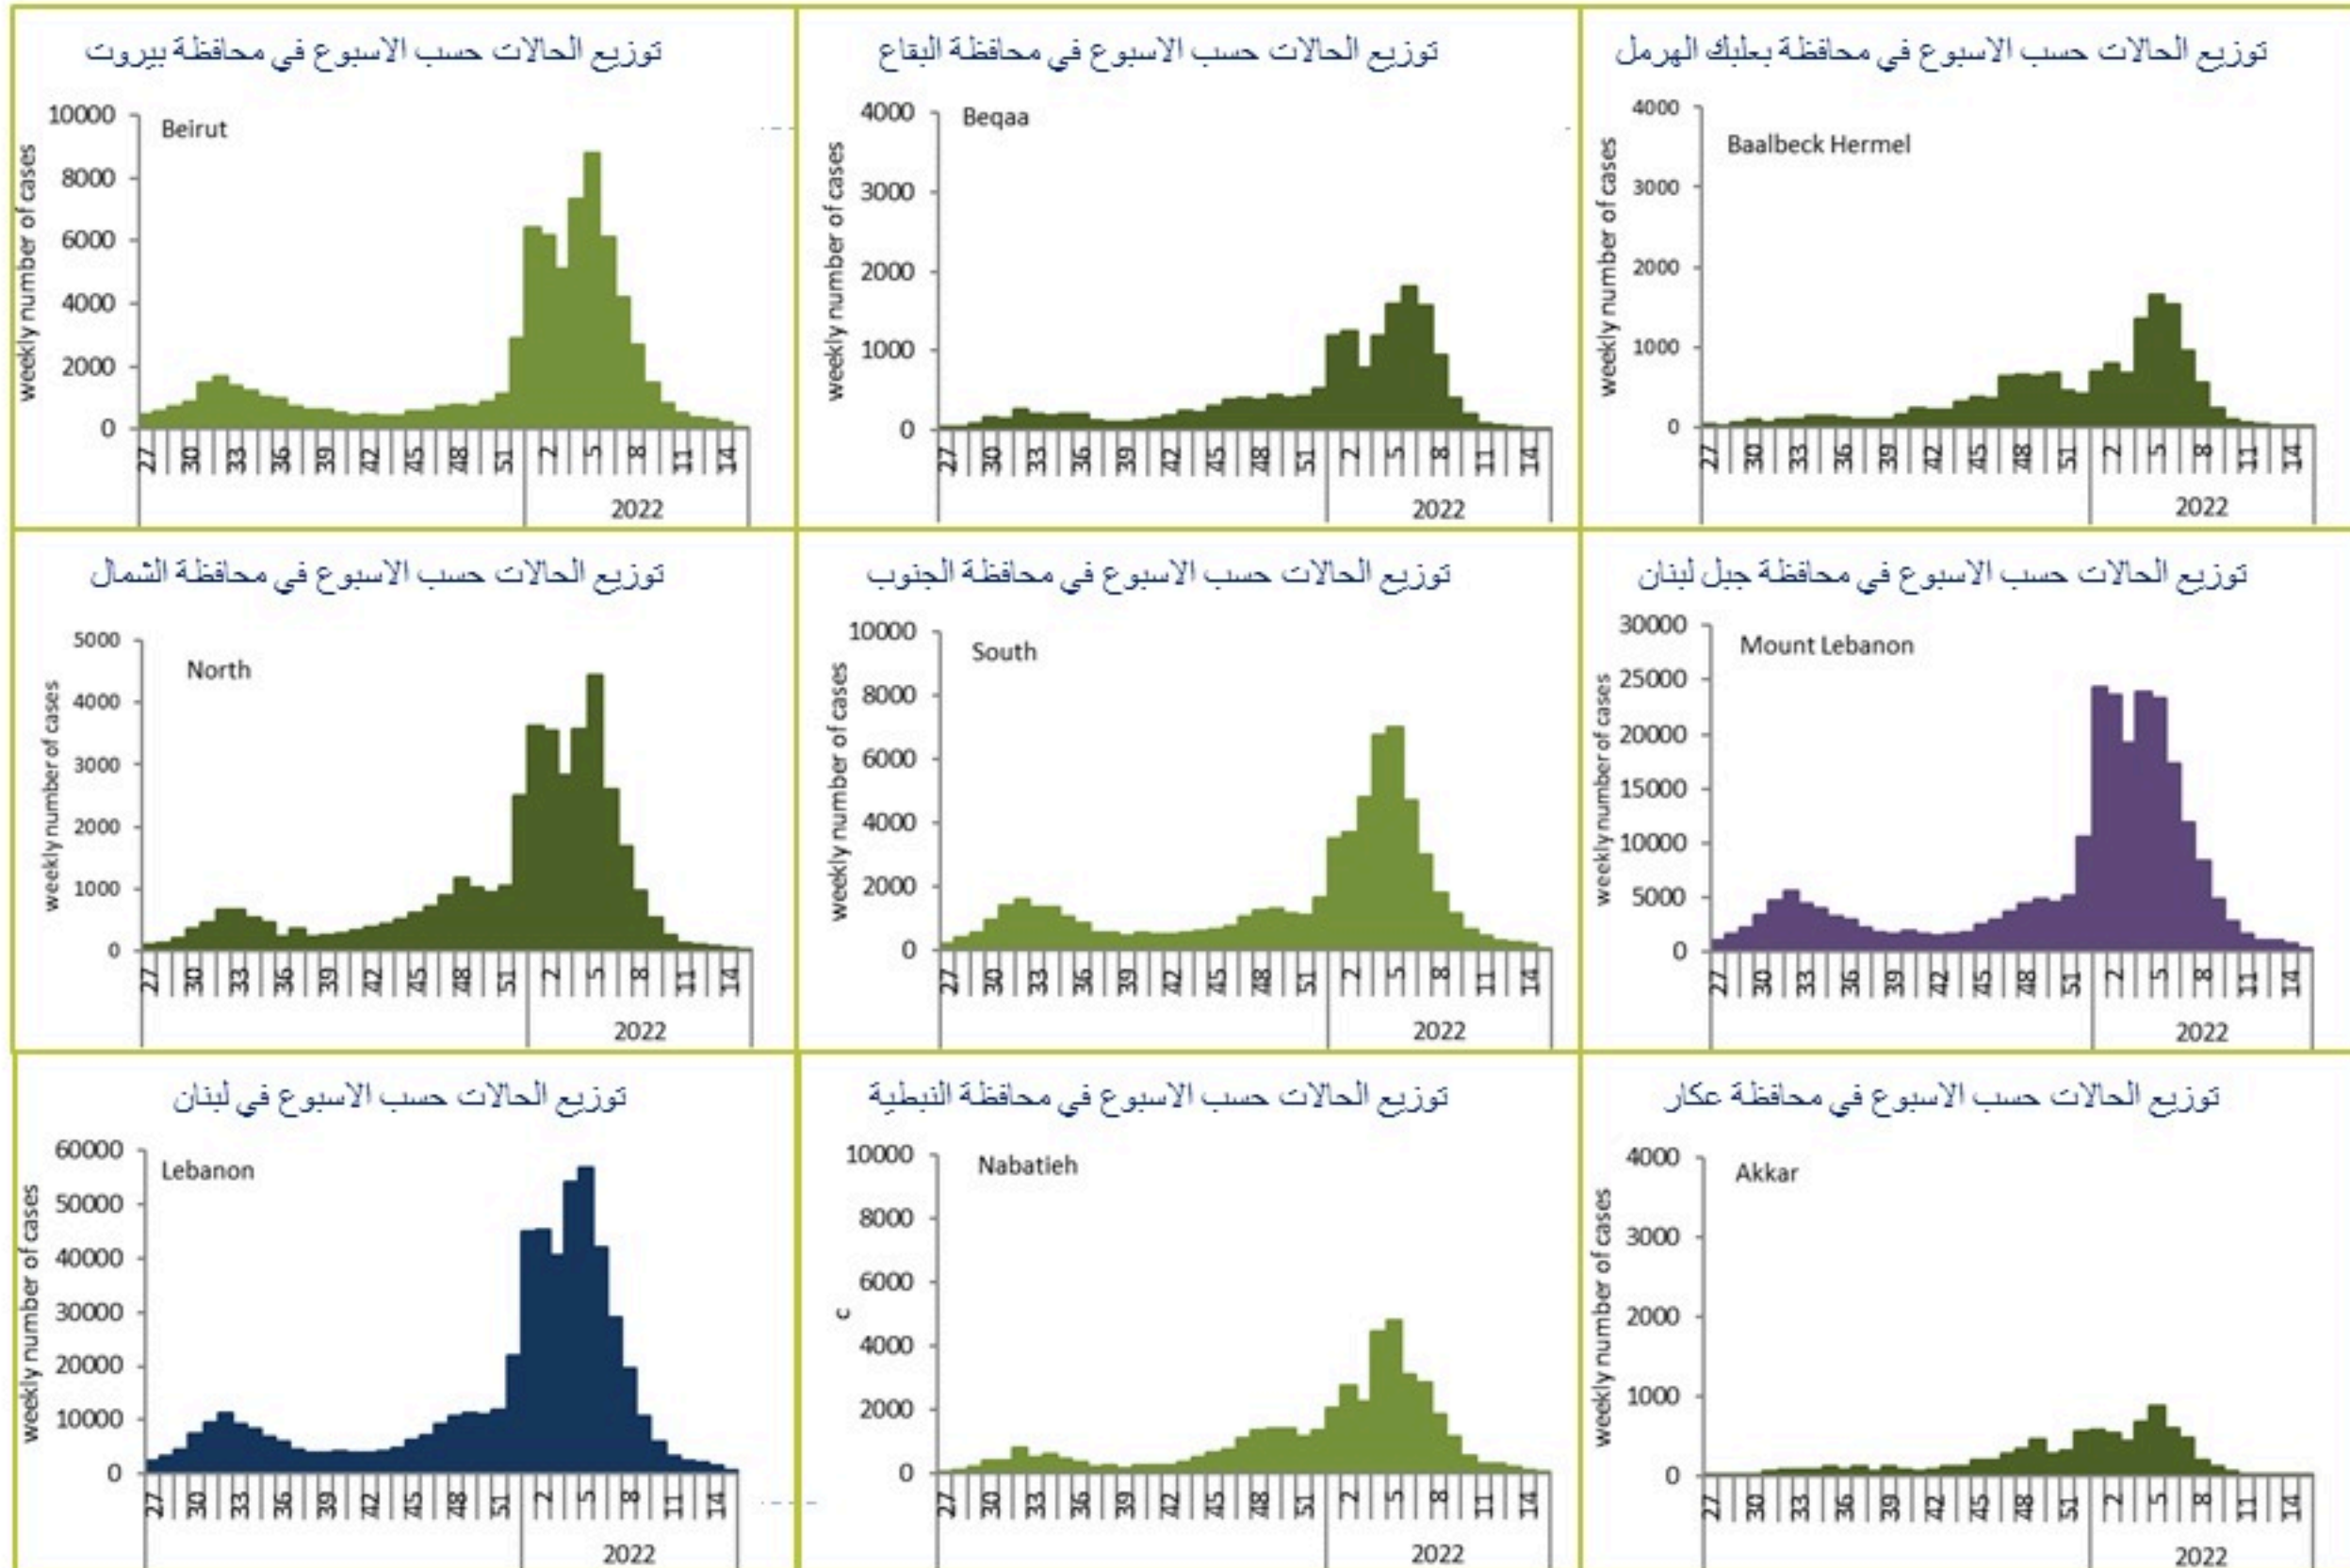 توزيع الحالات حسب الاسبوع في محافظة بيروت
Beirut
weekly number of cases
10000
8000
6000
4000
2000
0
27 30 33 36 39 42 45 48 51 2 5 8 11 14
2022
توزيع الحالات حسب الاسبوع في محافظة البقاع
Beqaa
weekly number of cases
4000
3000
2000
1000
0
27 30 33 36 39 42 45 48 51 2 5 8 11 14
2022
توزيع الحالات حسب الاسبوع في محافظة بعلبك الهرمل
Baalbeck Hermel
weekly number of cases
4000
3000
2000
1000
0
27 30 33 36 39 42 45 48 51 2 5 8 11 14
2022
توزيع الحالات حسب الاسبوع في محافظة الشمال
North
weekly number of cases
5000
4000
3000
2000
1000
0
27 30 33 36 39 42 45 48 51 2 5 8 11 14
2022
توزيع الحالات حسب الاسبوع في محافظة الجنوب
South
weekly number of cases
10000
8000
6000
4000
2000
0
27 30 33 36 39 42 45 48 51 2 5 8 11 14
2022
توزيع الحالات حسب الاسبوع في محافظة جبل لبنان
Mount Lebanon
weekly number of cases
30000
25000
20000
15000
10000
5000
0
27 30 33 36 39 42 45 48 51 2 5 8 11 14
2022
توزيع الحالات حسب الاسبوع في لبنان
Lebanon
weekly number of cases
60000
50000
40000
30000
20000
10000
0
27 30 33 36 39 42 45 48 51 2 5 8 11 14
2022
توزيع الحالات حسب الاسبوع في محافظة النبطية
Nabatieh
c
10000
8000
6000
4000
2000
0
27 30 33 36 39 42 45 48 51 2 5 8 11 14
2022
توزيع الحالات حسب الاسبوع في محافظة عكار
Akkar
weekly number of cases
4000
3000
2000
1000
0
27 30 33 36 39 42 45 48 51 2 5 8 11 14
2022